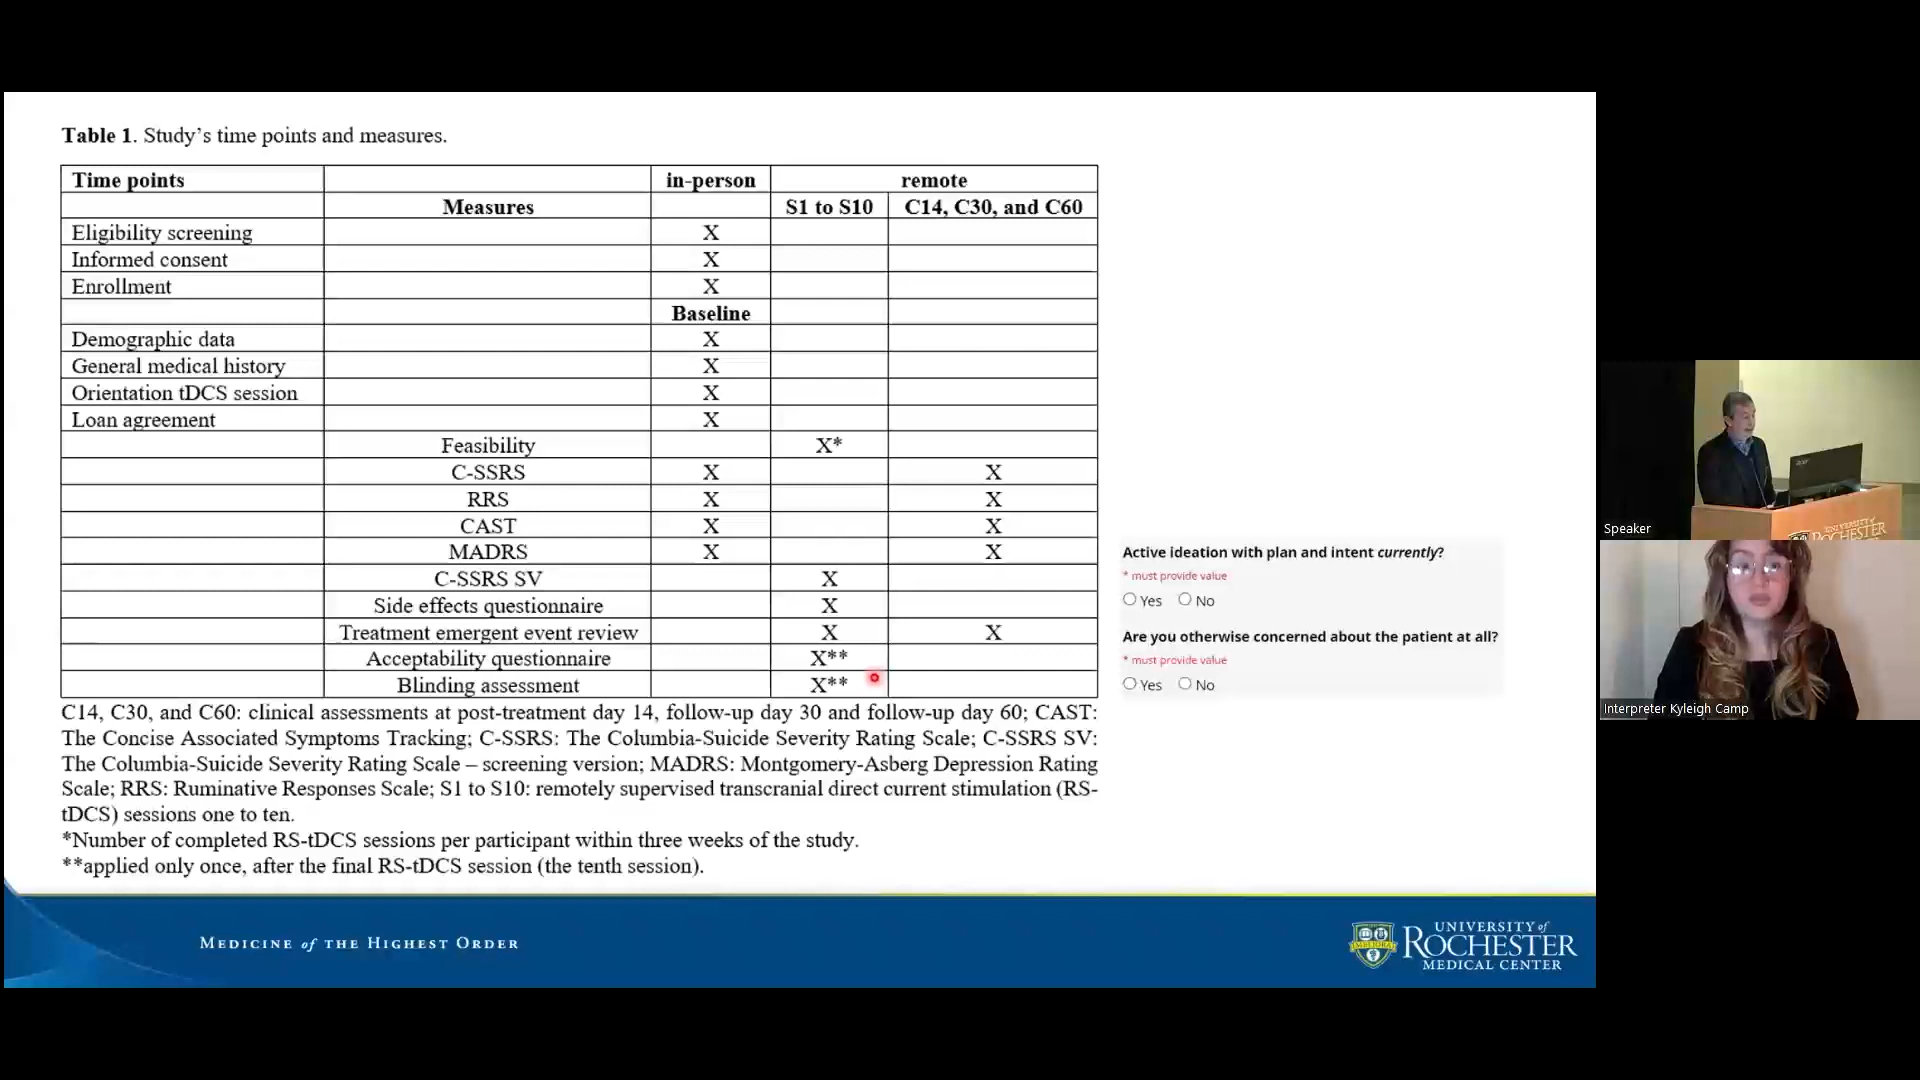 Table 1. Study’s time points and measures.
Time points in-person remote
Measures S1 to S10 C14, C30, and C60
Eligibility screening X
Informed consent X
Enrollment X
Baseline
Demographic data X
General medical history X
Orientation tDCS session X
Loan agreement X
Feasibility X*
C-SSRS X X
RRS X X
CAST X X
MADRS X X
C-SSRS SV X
Side effects questionnaire X
Treatment emergent event review X X
Acceptability questionnaire X**
Blinding assessment X**
C14, C30, and C60: clinical assessments at post-treatment day 14, follow-up day 30 and follow-up day 60; CAST:
The Concise Associated Symptoms Tracking; C-SSRS: The Columbia-Suicide Severity Rating Scale; C-SSRS SV:
The Columbia-Suicide Severity Rating Scale – screening version; MADRS: Montgomery-Asberg Depression Rating
Scale; RRS: Ruminative Responses Scale; S1 to S10: remotely supervised transcranial direct current stimulation (RS-
tDCS) sessions one to ten.
*Number of completed RS-tDCS sessions per participant within three weeks of the study.
**applied only once, after the final RS-tDCS session (the tenth session).
Active ideation with plan and intent currently?
* must provide value
Yes No
Are you otherwise concerned about the patient at all?
* must provide value
Yes No
MEDICINE of THE HIGHEST ORDER
UNIVERSITY of
ROCHESTER
MEDICAL CENTER
Speaker
UNIVERSITY of
ROCHESTER
Interpreter Kyleigh Camp